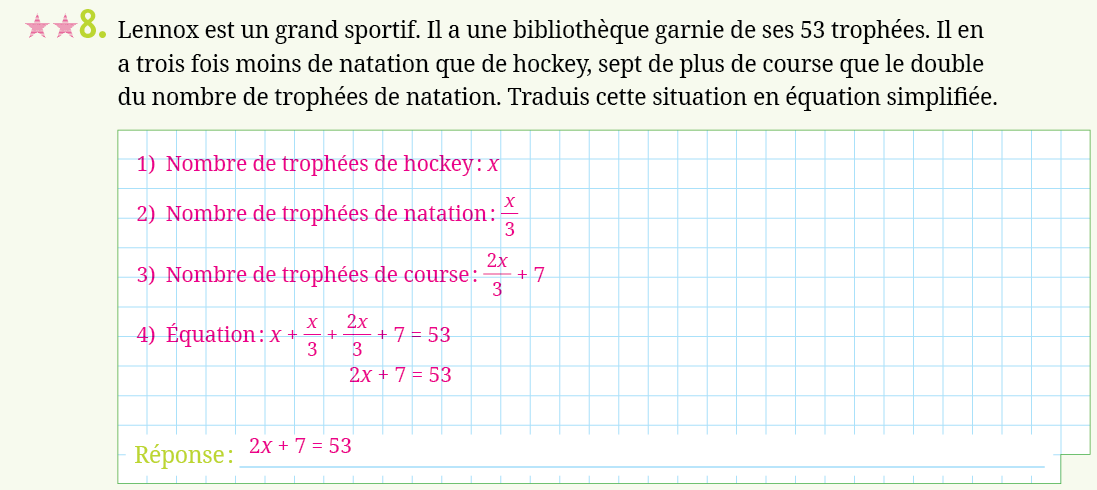 8. Lennox est un grand sportif. Il a une bibliothèque garnie de ses 53 trophées. Il en
a trois fois moins de natation que de hockey, sept de plus de course que le double
du nombre de trophées de natation. Traduis cette situation en équation simplifiée.
1) Nombre de trophées de hockey : x
2) Nombre de trophées de natation : x/3
3) Nombre de trophées de course : 2x/3 + 7
4) Équation : x + x/3 + 2x/3 + 7 = 53
2x + 7 = 53
Réponse : 2x + 7 = 53